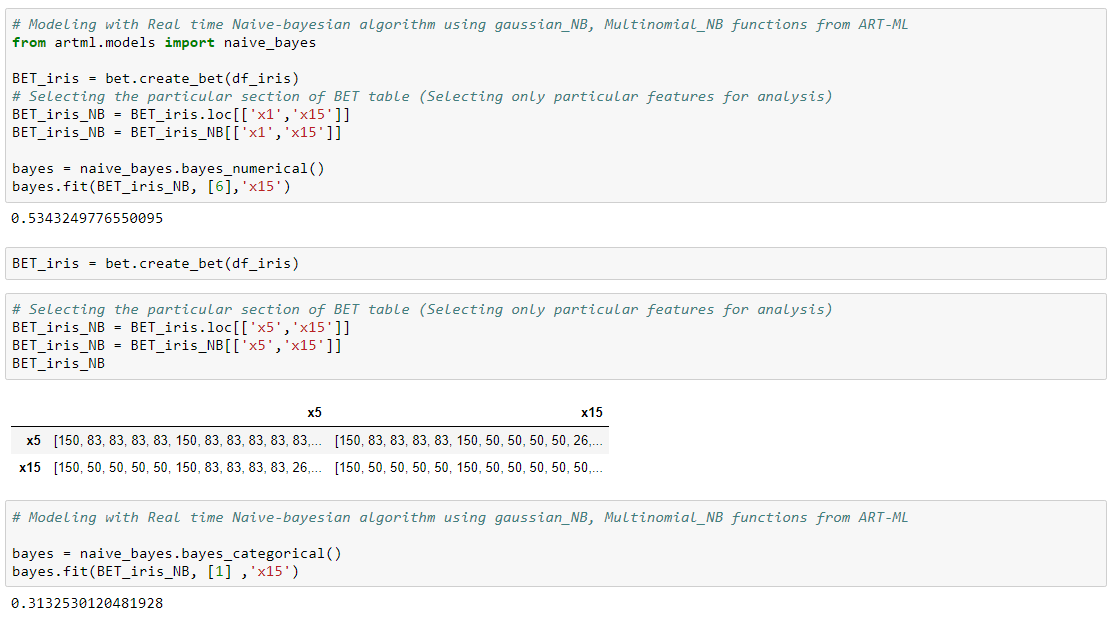 # Modeling with Real time Naive-bayesian algorithm using gaussian_NB, Multinomial_NB functions from ART-ML
from artml.models import naive_bayes
BET_iris = bet.create_bet(df_iris)
# Selecting the particular section of BET table (Selecting only particular features for analysis)
BET_iris_NB = BET_iris.loc[['x1','x15']]
BET_iris_NB = BET_iris_NB[['x1','x15']]
bayes = naive_bayes.bayes_numerical()
bayes.fit(BET_iris_NB, [6],'x15')
0.5343249776550095
BET_iris = bet.create_bet(df_iris)
# Selecting the particular section of BET table (Selecting only particular features for analysis)
BET_iris_NB = BET_iris.loc[['x5','x15']]
BET_iris_NB = BET_iris_NB[['x5','x15']]
BET_iris_NB
x5 x15
x5 [150, 83, 83, 83, 83, 150, 83, 83, 83, 83, 83,... [150, 83, 83, 83, 83, 150, 50, 50, 50, 50, 26,...
x15 [150, 50, 50, 50, 50, 150, 83, 83, 83, 83, 26,... [150, 50, 50, 50, 50, 150, 50, 50, 50, 50, 50,...
# Modeling with Real time Naive-bayesian algorithm using gaussian_NB, Multinomial_NB functions from ART-ML
bayes = naive_bayes.bayes_categorical()
bayes.fit(BET_iris_NB, [1] ,'x15')
0.3132530120481928